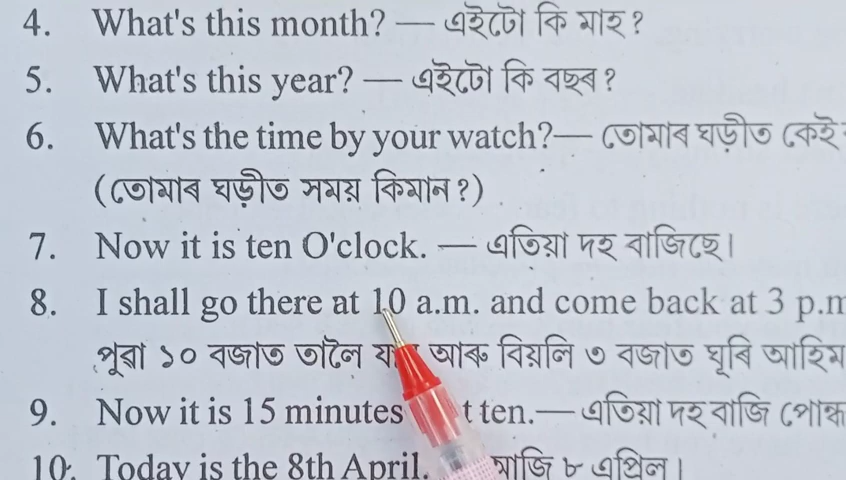 4. What's this month? — এইটো কি মাহ?
5. What's this year? — এইটো কি বছৰ?
6. What's the time by your watch?— তোমাৰ ঘড়ীত কেই
(তোমাৰ ঘড়ীত সময় কিমান?)
7. Now it is ten O'clock. — এতিয়া দহ বাজিছে।
8. I shall go there at 10 a.m. and come back at 3 p.m
পুৱা ১০ বজাত তালৈ আৰু বিয়লি ৩ বজাত ঘূৰি আহিম
9. Now it is 15 minutes ten.— এতিয়া দহ বাজি
10. Today is the 8th April. আজি ৮ এপ্ৰিল।